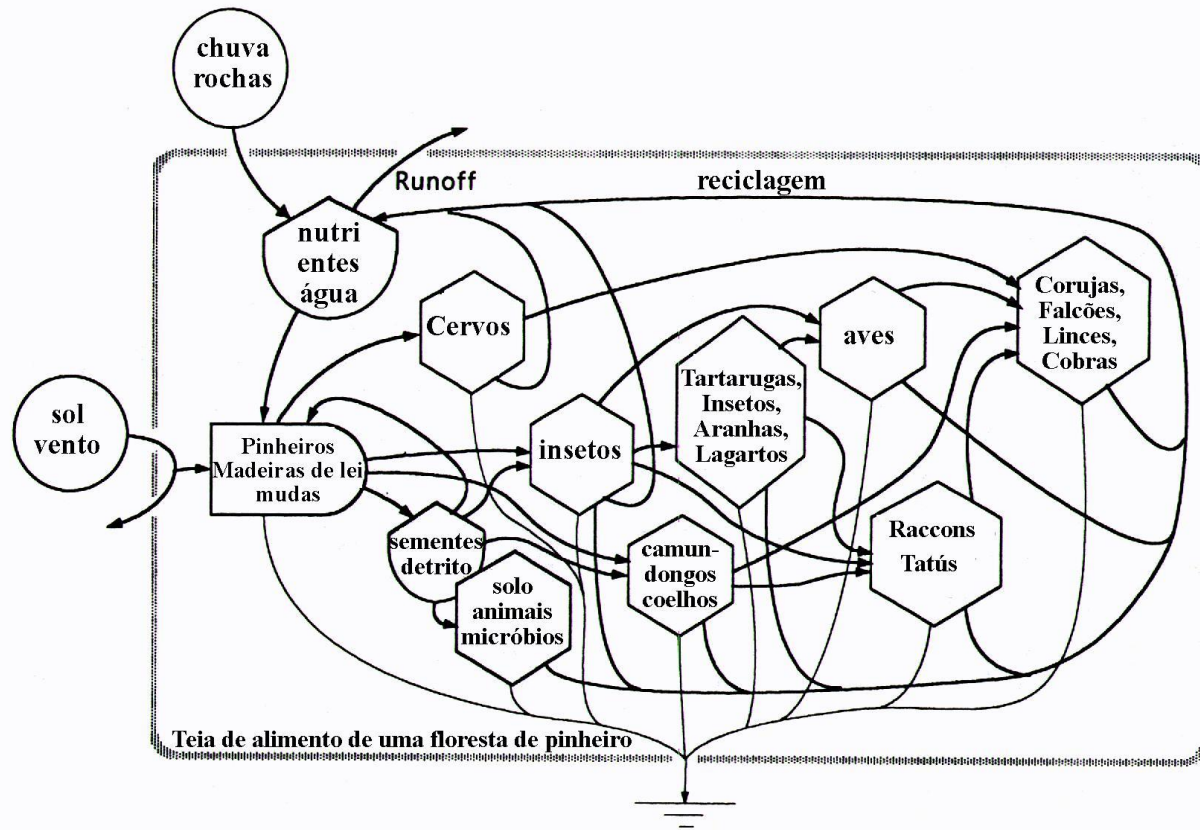 chuva
rochas
Runoff
reciclagem
nutri
entes
água
Cervos
aves
Corujas,
Falcões,
Linces,
Cobras
Tartarugas,
Insetos,
Aranhas,
Lagartos
sol
vento
Pinheiros
Madeiras de lei
mudas
insetos
sementes
detrito
solo
animais
micróbios
camun-
dongos
coelhos
Raccons
Tatús
Teia de alimento de uma floresta de pinheiro